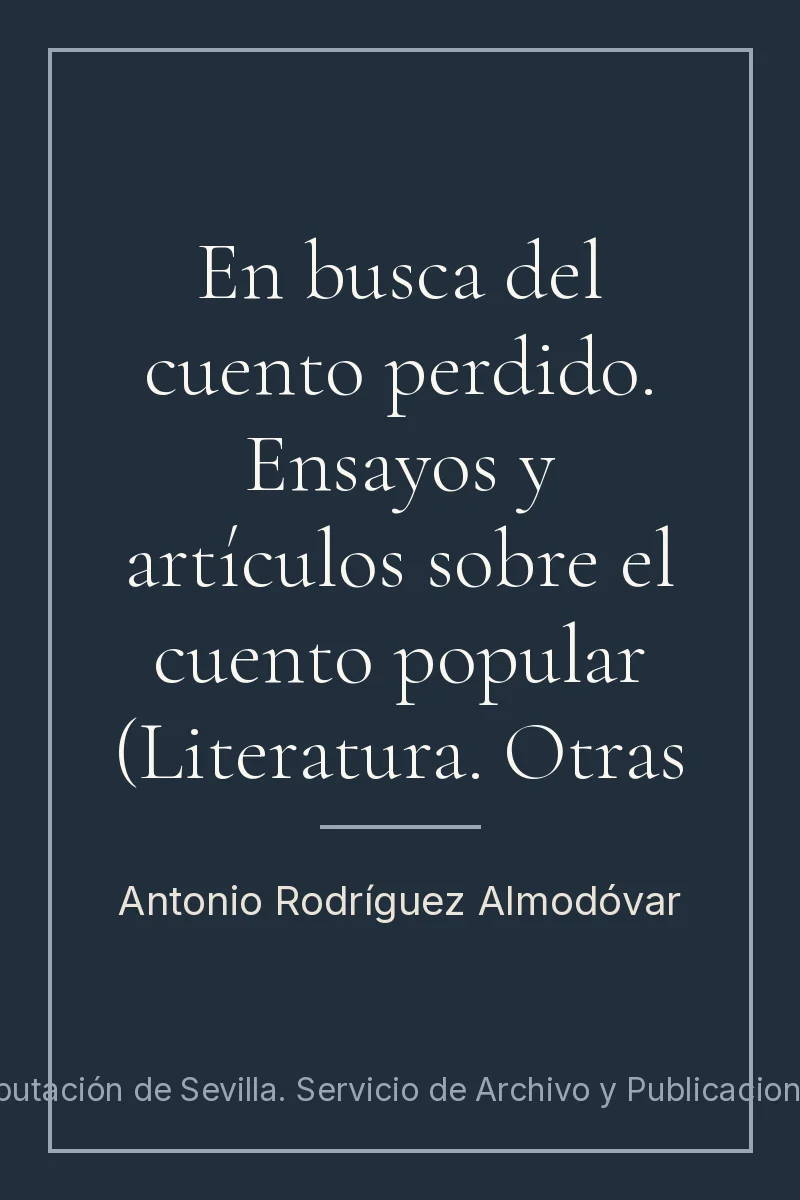 En busca del
cuento perdido.
Ensayos y
artículos sobre el
cuento popular
(Literatura. Otras
Antonio Rodríguez Almodóvar
putación de Sevilla. Servicio de Archivo y Publicacion